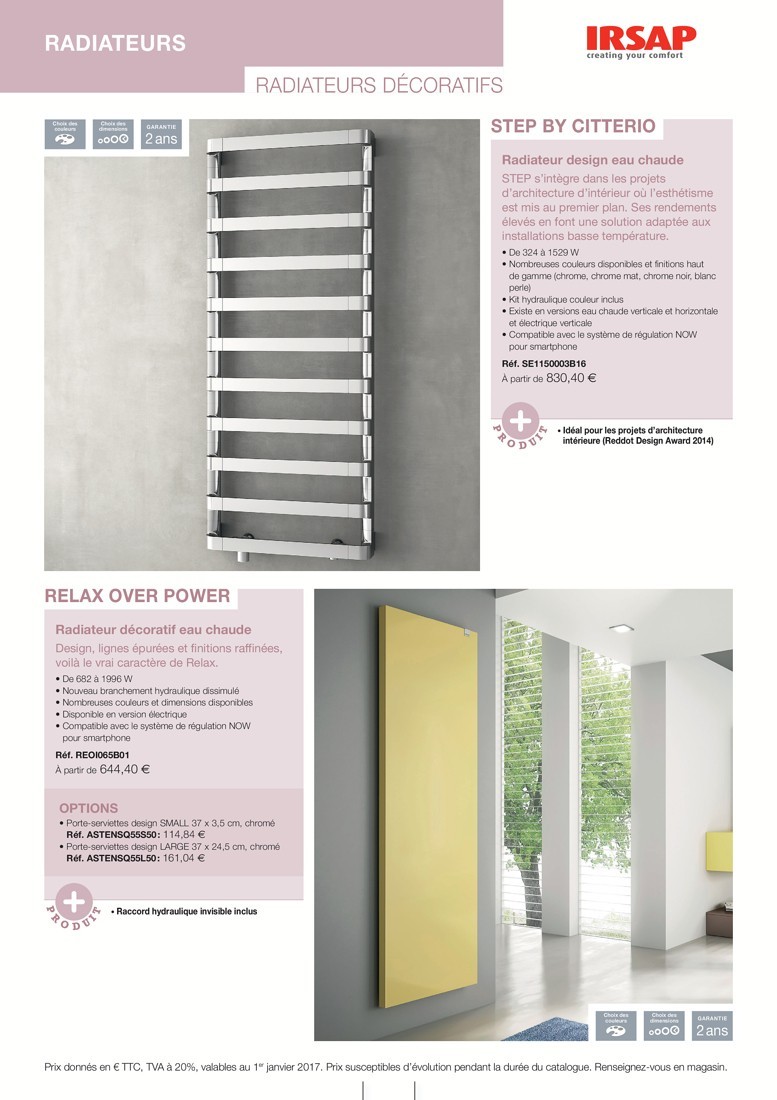 RADIATEURS
IRSAP
creating your comfort
RADIATEURS DÉCORATIFS
Choix des
couleurs
Choix des
dimensions
GARANTIE
2 ans
STEP BY CITTERIO
Radiateur design eau chaude
STEP s'intègre dans les projets
d'architecture d'intérieur où l'esthétisme
est mis au premier plan. Ses rendements
élevés en font une solution adaptée aux
installations basse température.
• De 324 à 1529 W
• Nombreuses couleurs disponibles et finitions haut
de gamme (chrome, chrome mat, chrome noir, blanc
perle)
• Kit hydraulique couleur inclus
• Existe en versions eau chaude verticale et horizontale
et électrique verticale
• Compatible avec le système de régulation NOW
pour smartphone
Réf. SE1150003B16
À partir de 830,40 €
PRODUIT
• Idéal pour les projets d'architecture
intérieure (Reddot Design Award 2014)
RELAX OVER POWER
Radiateur décoratif eau chaude
Design, lignes épurées et finitions raffinées,
voilà le vrai caractère de Relax.
• De 682 à 1996 W
• Nouveau branchement hydraulique dissimulé
• Nombreuses couleurs et dimensions disponibles
• Disponible en version électrique
• Compatible avec le système de régulation NOW
pour smartphone
Réf. REOI065B01
À partir de 644,40 €
OPTIONS
• Porte-serviettes design SMALL 37 x 3,5 cm, chromé
Réf. ASTENSQ55S50 : 114,84 €
• Porte-serviettes design LARGE 37 x 24,5 cm, chromé
Réf. ASTENSQ55L50 : 161,04 €
PRODUIT
• Raccord hydraulique invisible inclus
Choix des
couleurs
Choix des
dimensions
GARANTIE
2 ans
Prix donnés en € TTC, TVA à 20%, valables au 1er janvier 2017. Prix susceptibles d'évolution pendant la durée du catalogue. Renseignez-vous en magasin.